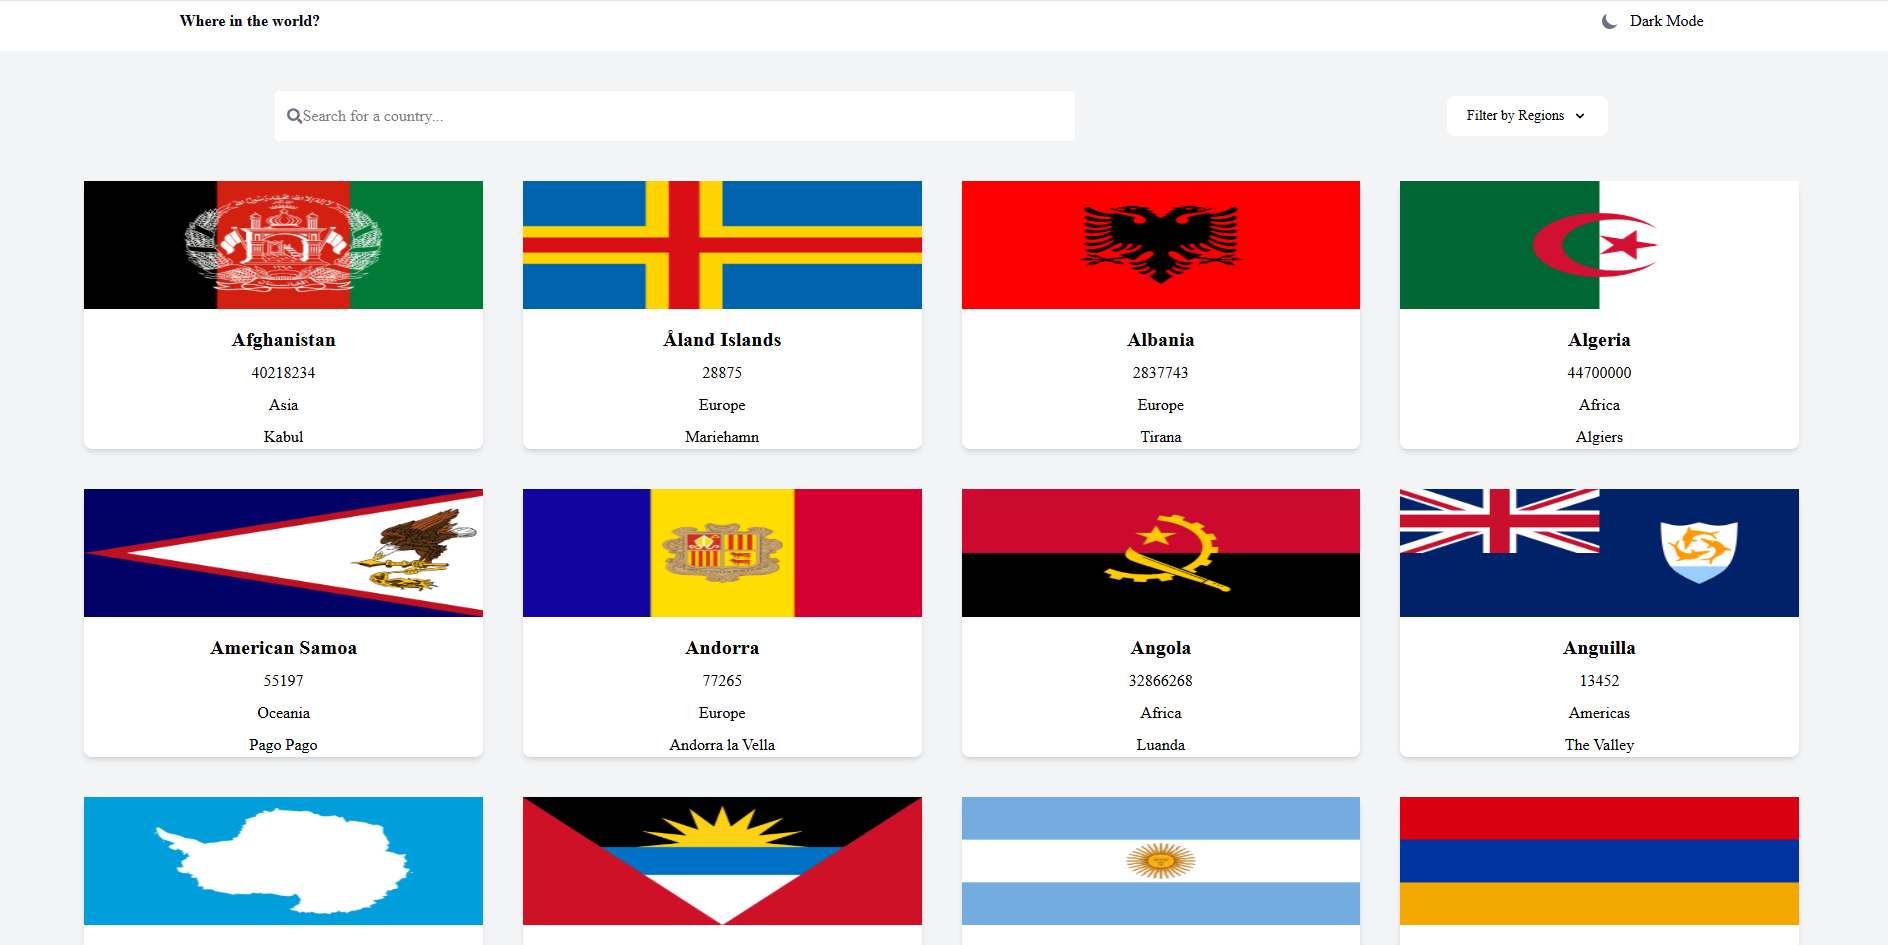 Where in the world?
Dark Mode
Search for a country...
Filter by Regions
Afghanistan
40218234
Asia
Kabul
Åland Islands
28875
Europe
Mariehamn
Albania
2837743
Europe
Tirana
Algeria
44700000
Africa
Algiers
American Samoa
55197
Oceania
Pago Pago
Andorra
77265
Europe
Andorra la Vella
Angola
32866268
Africa
Luanda
Anguilla
13452
Americas
The Valley